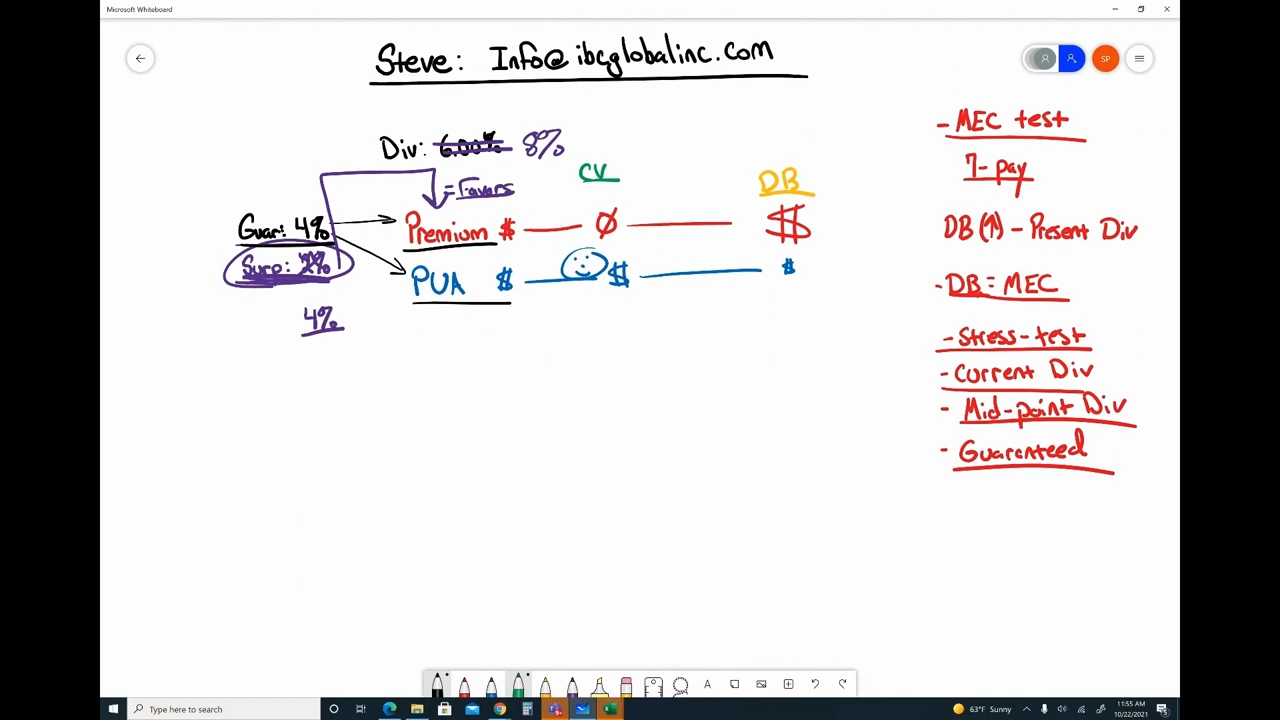 Microsoft Whiteboard
Steve: Info@ibcglobalinc.com
Div: 6.00% 8%
= Favors
CV
DB
Guar: 4%
Premium $ Ø $
Surp: 2%
PUA $ $ $
4%
- MEC test
7-pay
DB(↑) - Present Div
- DB = MEC
- Stress-test
- Current Div
- Mid-point Div
- Guaranteed
SP
A
Type here to search
63°F Sunny
11:55 AM
10/22/2021
5